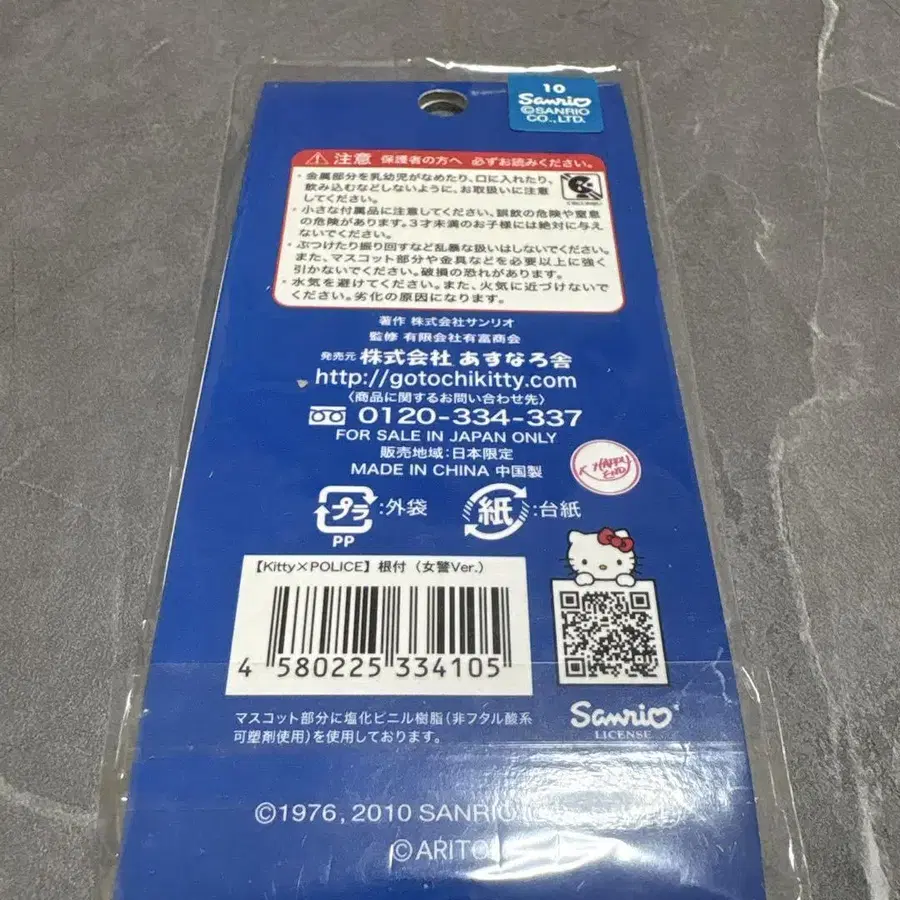 10
Sanrio
©SANRIO
CO.,LTD.
注意 保護者の方へ 必ずお読みください。
・金属部分を乳幼児がなめたり、口に入れたり、
飲み込むなどしないように、お取扱いに注意
してください。
・小さな付属品に注意してください。誤飲の危険や窒息
の危険があります。3才未満のお子様には絶対に与え
ないでください。
・ぶつけたり振り回すなど乱暴な扱いはしないでください。
また、マスコット部分や金具などを必要以上に強く
引かないでください。破損の恐れがあります。
・水気を避けてください。また、火気に近づけないで
ください。劣化の原因になります。
著作 株式会社サンリオ
監修 有限会社有富商会
発売元 株式会社 あすなろ舎
http://gotochikitty.com
〈商品に関するお問い合わせ先〉
0120-334-337
FOR SALE IN JAPAN ONLY
販売地域:日本限定
MADE IN CHINA 中国製
K HAPPY
END
プラ :外袋
PP
紙 :台紙
【Kitty×POLICE】根付（女警Ver.）
4 580225 334105
マスコット部分に塩化ビニル樹脂(非フタル酸系
可塑剤使用)を使用しております。
Sanrio
LICENSE
©1976, 2010 SANRIO